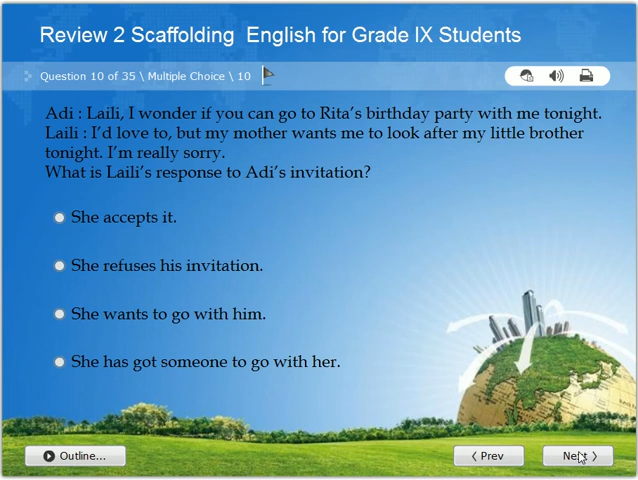 Review 2 Scaffolding  English for Grade IX Students
Question 10 of 35 \ Multiple Choice \ 10
Adi : Laili, I wonder if you can go to Rita's birthday party with me tonight.
Laili : I'd love to, but my mother wants me to look after my little brother
tonight. I'm really sorry.
What is Laili's response to Adi's invitation?
She accepts it.
She refuses his invitation.
She wants to go with him.
She has got someone to go with her.
Outline...
Prev
Next